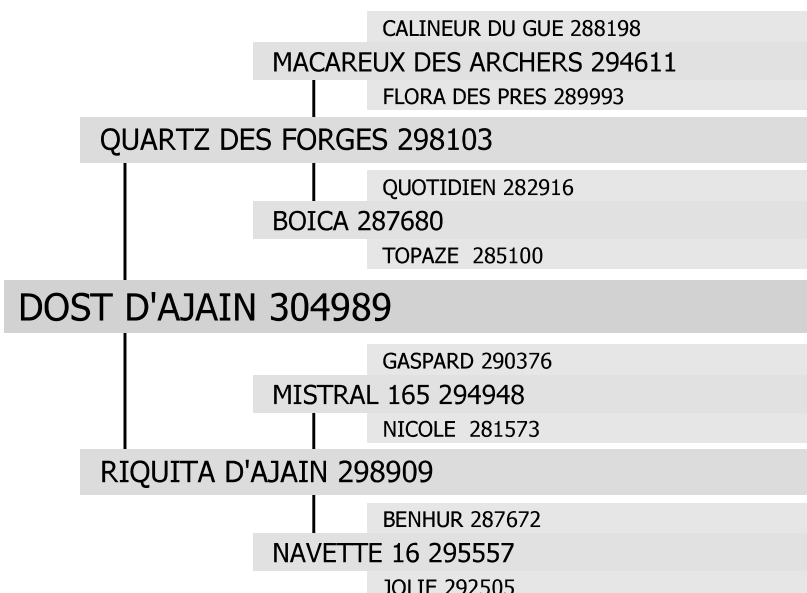 CALINEUR DU GUE 288198
MACAREUX DES ARCHERS 294611
FLORA DES PRES 289993
QUARTZ DES FORGES 298103
QUOTIDIEN 282916
BOICA 287680
TOPAZE 285100
DOST D'AJAIN 304989
GASPARD 290376
MISTRAL 165 294948
NICOLE 281573
RIQUITA D'AJAIN 298909
BENHUR 287672
NAVETTE 16 295557
JOLIE 292505